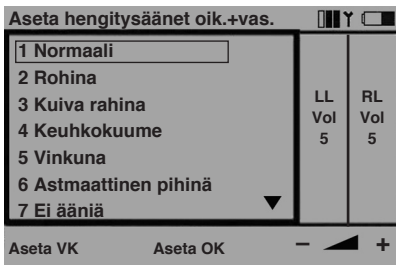 Aseta hengitysäänet oik.+vas.
1 Normaali
2 Rohina
3 Kuiva rahina
4 Keuhkokuume
5 Vinkuna
6 Astmaattinen pihinä
7 Ei ääniä
LL
Vol
5
RL
Vol
5
Aseta VK
Aseta OK
− +